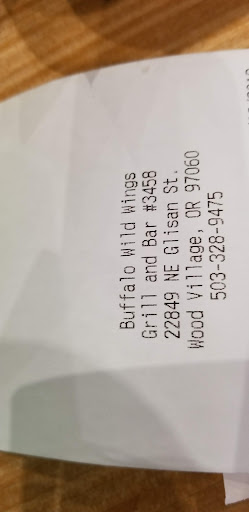 Buffalo Wild Wings
Grill and Bar #3458
22849 NE Glisan St.
Wood Village, OR 97060
503-328-9475